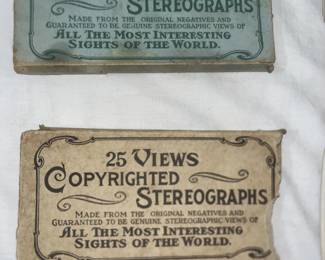 STEREOGRAPHS
MADE FROM THE ORIGINAL NEGATIVES AND
GUARANTEED TO BE GENUINE STEREOGRAPHIC VIEWS OF
ALL THE MOST INTERESTING
SIGHTS OF THE WORLD.
25 VIEWS
COPYRIGHTED
STEREOGRAPHS
MADE FROM THE ORIGINAL NEGATIVES AND
GUARANTEED TO BE GENUINE STEREOGRAPHIC VIEWS OF
ALL THE MOST INTERESTING
SIGHTS OF THE WORLD.